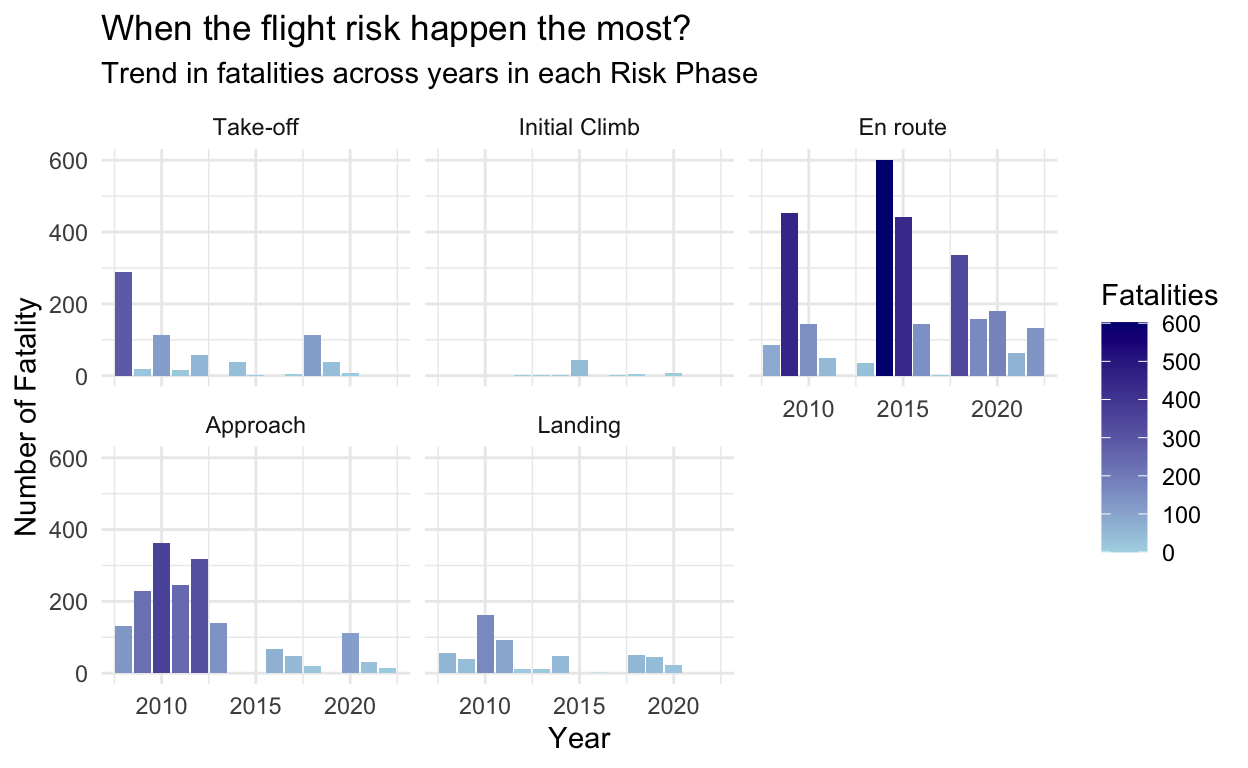 When the flight risk happen the most?
Trend in fatalities across years in each Risk Phase
Take-off
Initial Climb
En route
600
400
200
0
2010
2015
2020
Approach
Landing
600
400
200
0
2010
2015
2020
2010
2015
2020
Number of Fatality
Year
Fatalities
600
500
400
300
200
100
0